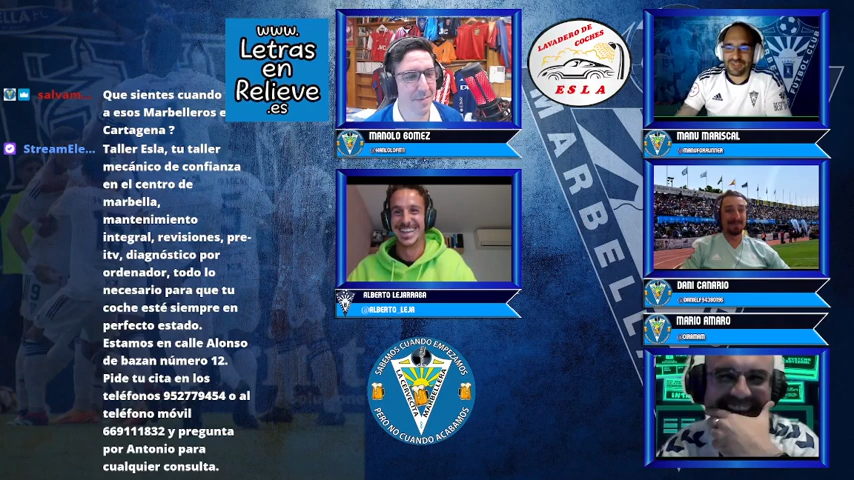 salvam...
Que sientes cuando
a esos Marbelleros e
Cartagena ?
StreamEle...
Taller Esla, tu taller
mecánico de confianza
en el centro de
marbella,
mantenimiento
integral, revisiones, pre-
itv, diagnóstico por
ordenador, todo lo
necesario para que tu
coche esté siempre en
perfecto estado.
Estamos en calle Alonso
de bazan número 12.
Pide tu cita en los
teléfonos 952779454 o al
teléfono móvil
669111832 y pregunta
por Antonio para
cualquier consulta.
www.
Letras
en
Relieve
.es
MANOLO GOMEZ
ALBERTO LEJARRAGA
@ALBERTO_LEJA
SABEMOS CUANDO EMPEZAMOS
LA CERVECITA
MARBELLERA
PERO NO CUANDO ACABAMOS
LAVADERO DE
COCHES
ESLA
MANU MARISCAL
DANI CANARIO
MARIO AMARO
MARBELL
FUTBOL CLUB